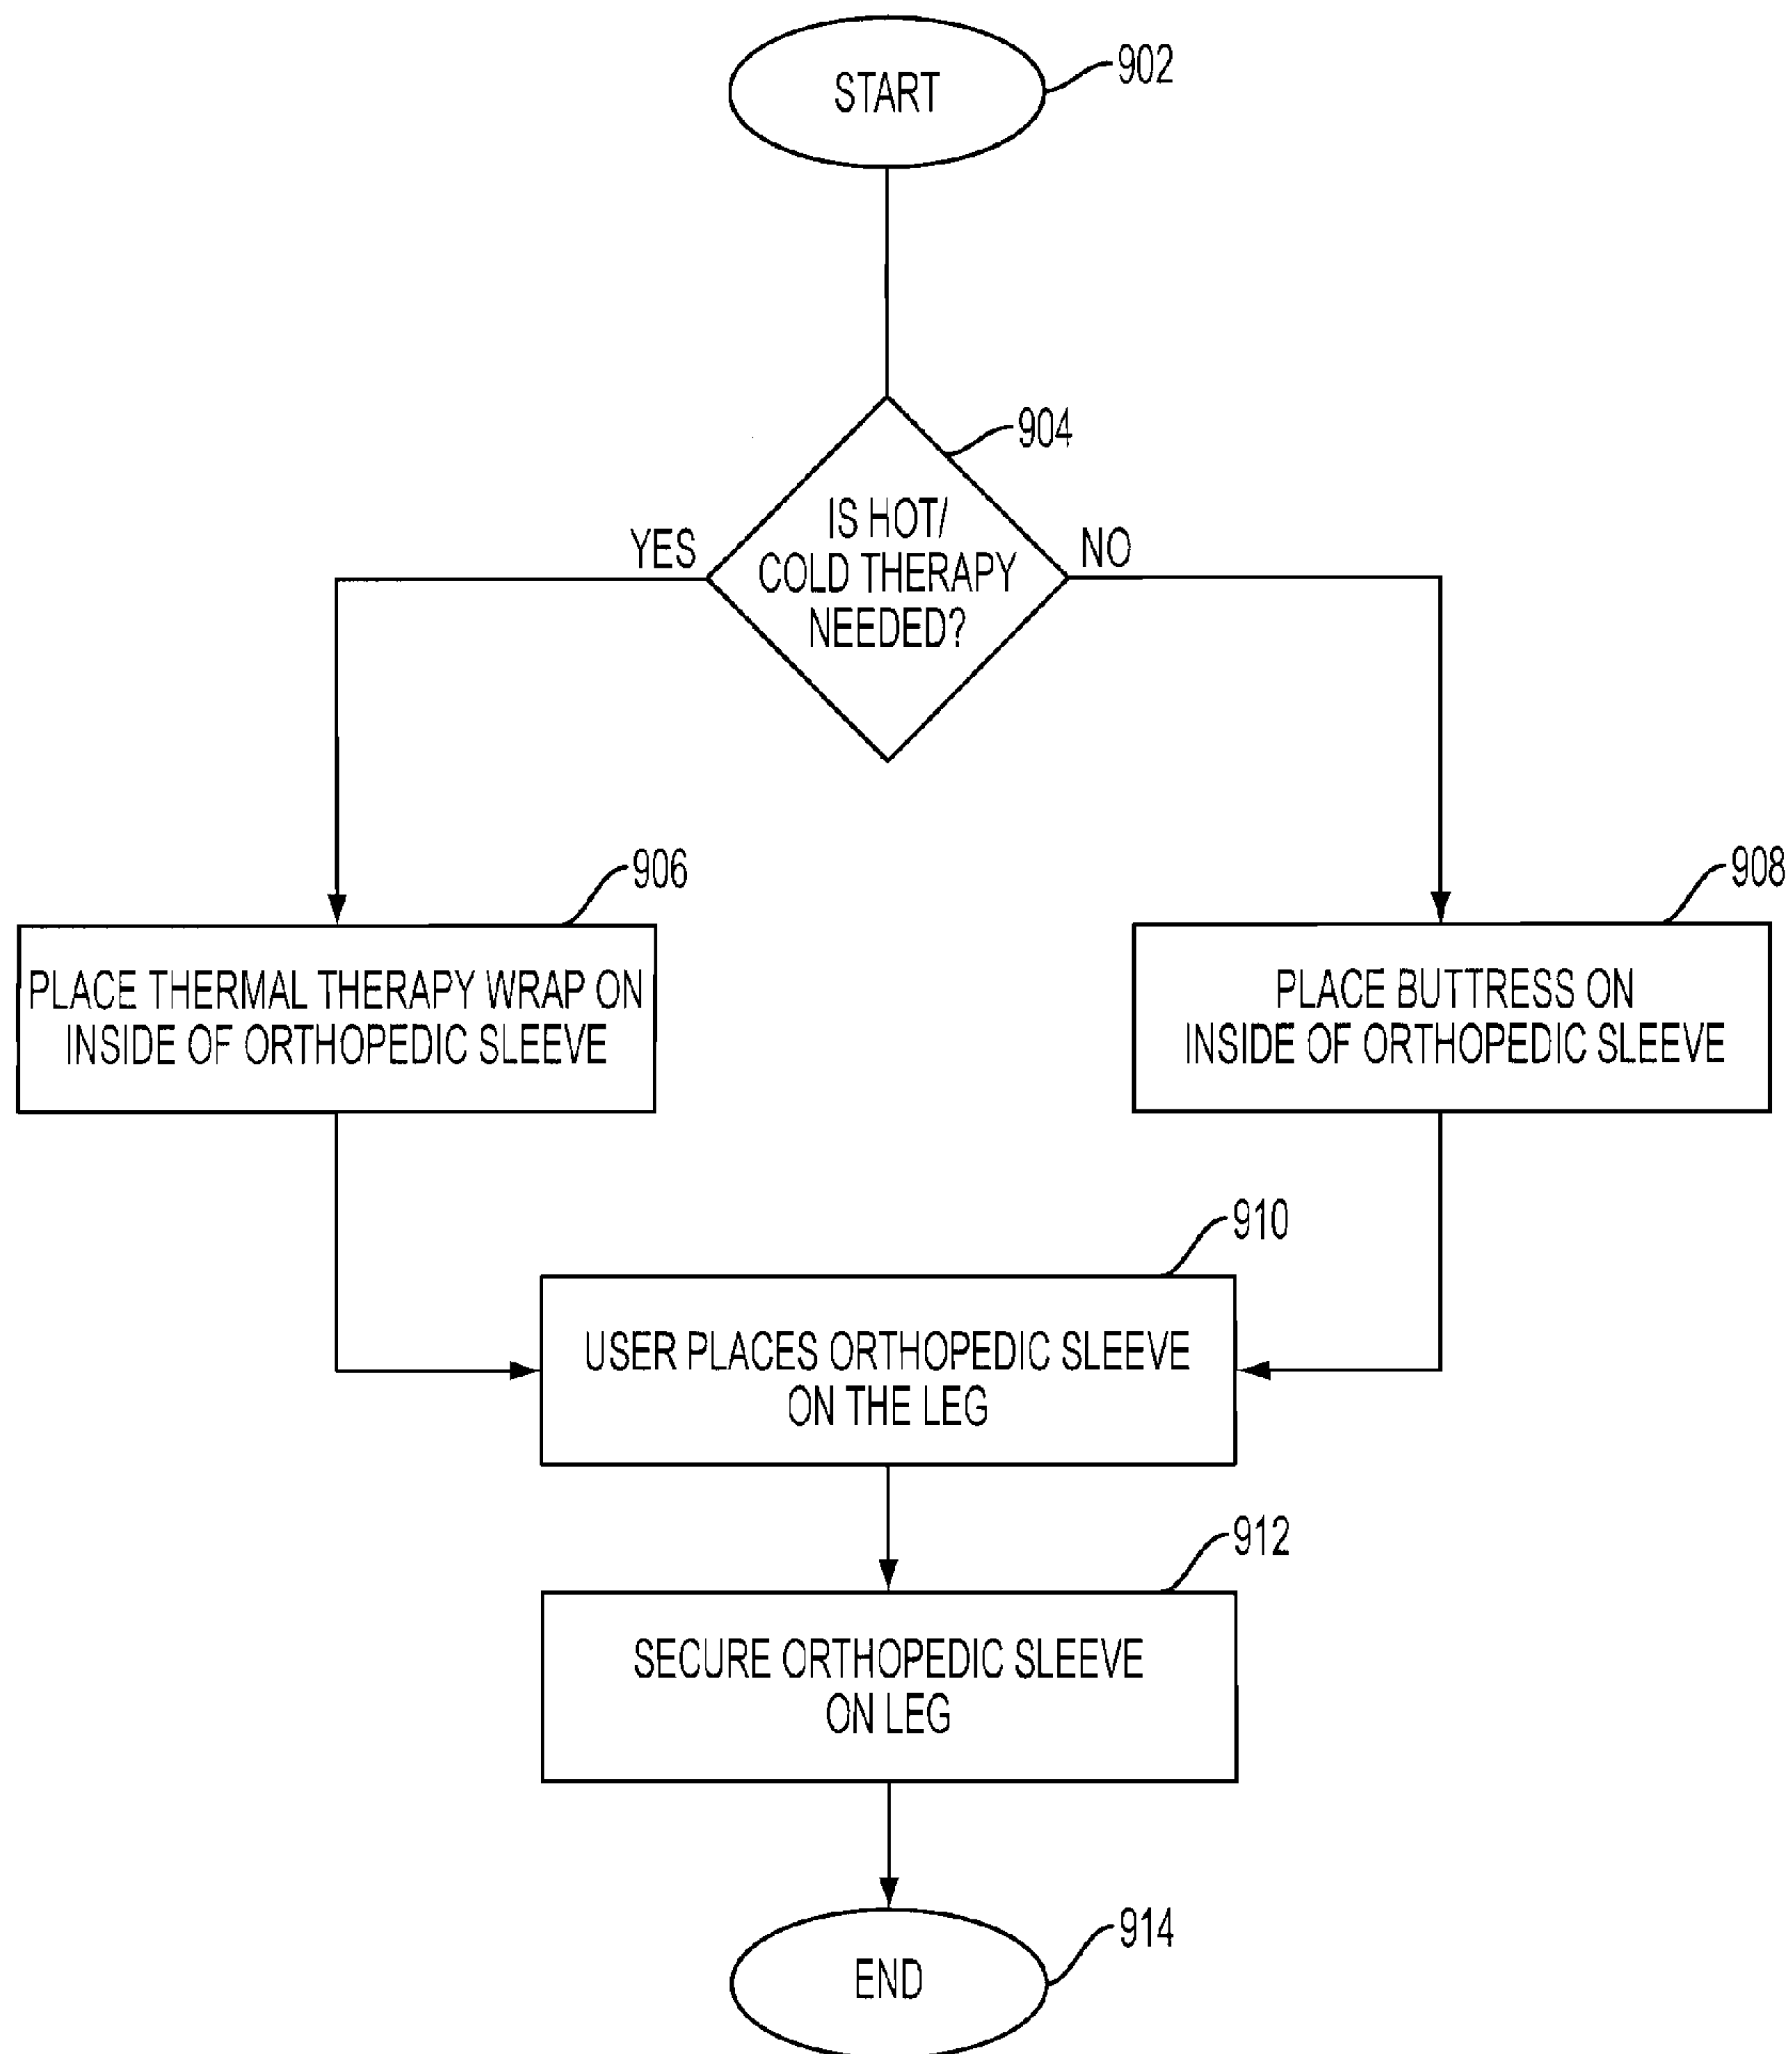 START
902
904
IS HOT/
COLD THERAPY
NEEDED?
YES
NO
906
PLACE THERMAL THERAPY WRAP ON
INSIDE OF ORTHOPEDIC SLEEVE
908
PLACE BUTTRESS ON
INSIDE OF ORTHOPEDIC SLEEVE
910
USER PLACES ORTHOPEDIC SLEEVE
ON THE LEG
912
SECURE ORTHOPEDIC SLEEVE
ON LEG
914
END